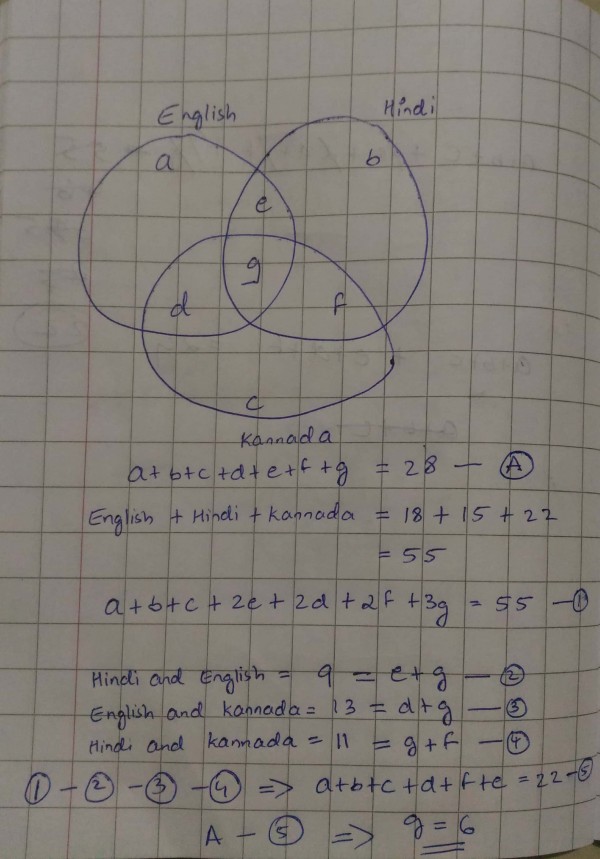 English Hindi
a b
e
g
d f
c
Kannada
a+b+c+d+e+f+g = 28 — Ⓐ
English + Hindi + Kannada = 18 + 15 + 22
= 55
a+b+c+2e+2d+2f+3g = 55 —①
Hindi and English = 9 = e+g —②
English and Kannada = 13 = d+g —③
Hindi and Kannada = 11 = g+f —④
① - ② - ③ - ④ => a+b+c+d+f+e = 22-⑤
A - ⑤ => g = 6